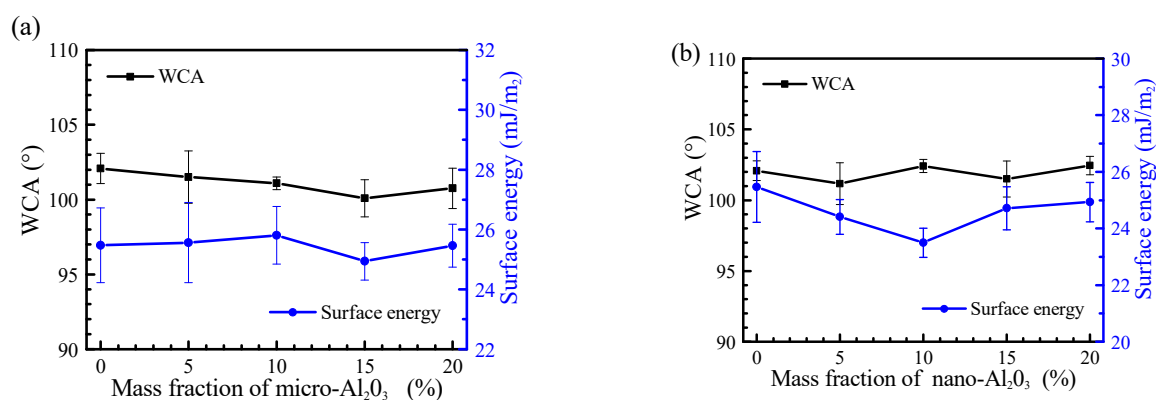 (a)
110
105
100
95
90
WCA (°)
WCA
Surface energy
32
30
28
26
24
22
Surface energy (mJ/m₂)
0 5 10 15 20
Mass fraction of micro-Al₂0₃ (%)
(b)
110
105
100
95
90
WCA (°)
WCA
Surface energy
30
28
26
24
22
20
Surface energy (mJ/m₂)
0 5 10 15 20
Mass fraction of nano-Al₂0₃ (%)